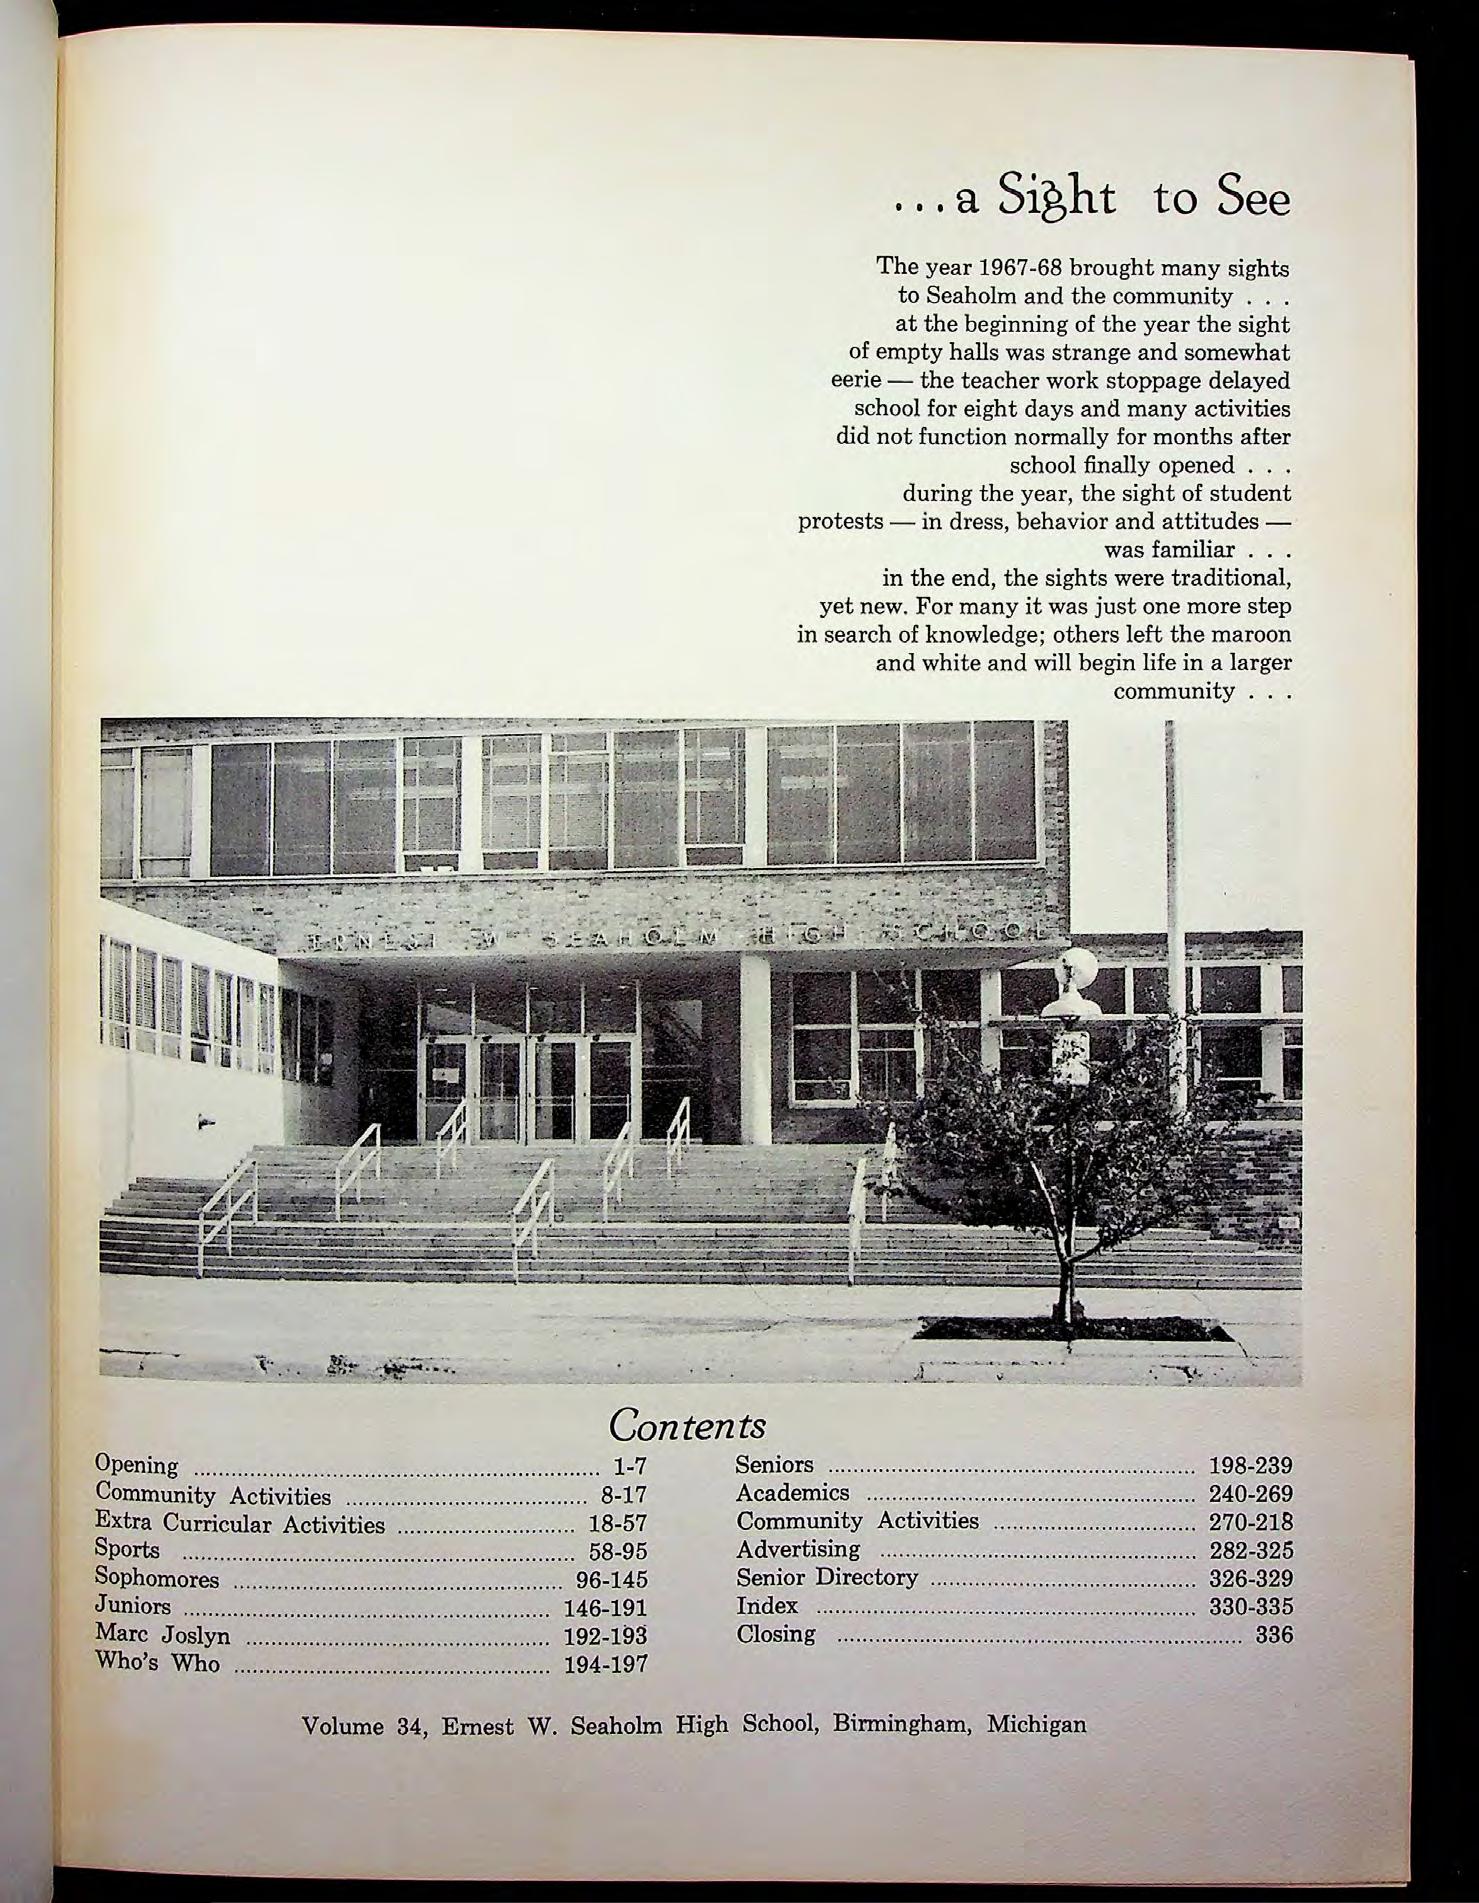 ...a Sight to See
The year 1967-68 brought many sights
to Seaholm and the community . . .
at the beginning of the year the sight
of empty halls was strange and somewhat
eerie — the teacher work stoppage delayed
school for eight days and many activities
did not function normally for months after
school finally opened . . .
during the year, the sight of student
protests — in dress, behavior and attitudes —
was familiar . . .
in the end, the sights were traditional,
yet new. For many it was just one more step
in search of knowledge; others left the maroon
and white and will begin life in a larger
community . . .
ERNEST W. SEAHOLM HIGH SCHOOL
Contents
Opening ........ 1-7
Community Activities ........ 8-17
Extra Curricular Activities ........ 18-57
Sports ........ 58-95
Sophomores ........ 96-145
Juniors ........ 146-191
Marc Joslyn ........ 192-193
Who's Who ........ 194-197
Seniors ........ 198-239
Academics ........ 240-269
Community Activities ........ 270-218
Advertising ........ 282-325
Senior Directory ........ 326-329
Index ........ 330-335
Closing ........ 336
Volume 34, Ernest W. Seaholm High School, Birmingham, Michigan